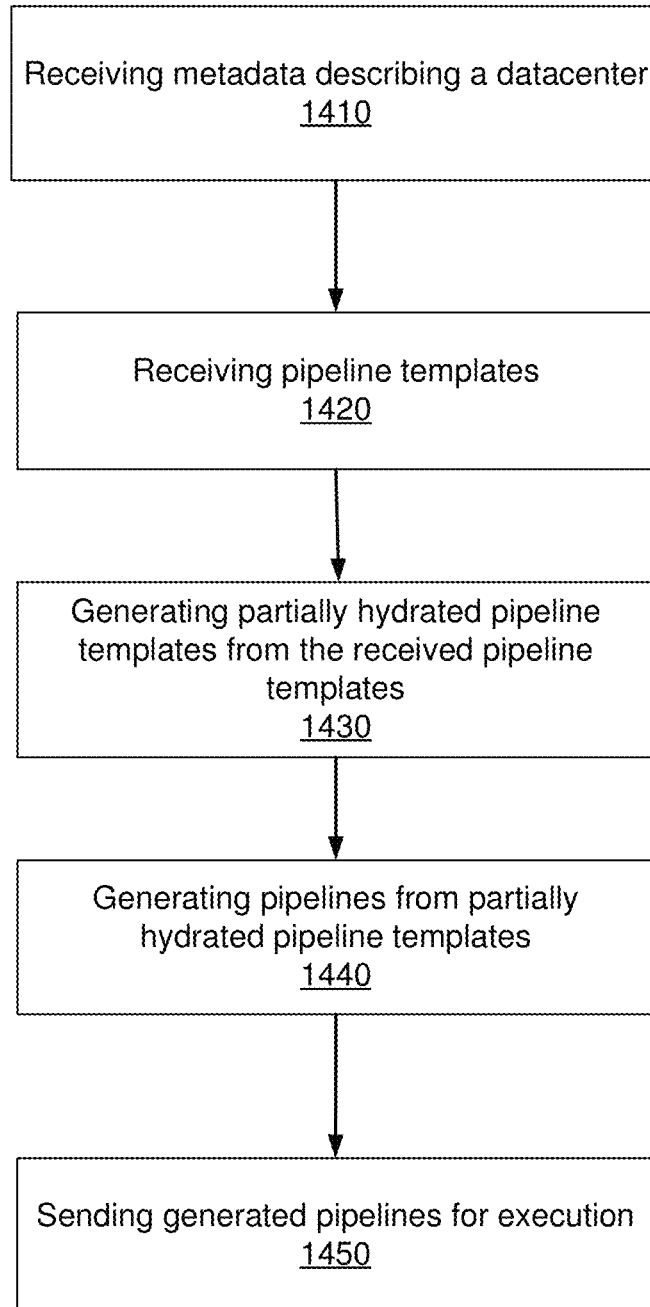 Receiving metadata describing a datacenter
1410
Receiving pipeline templates
1420
Generating partially hydrated pipeline
templates from the received pipeline
templates
1430
Generating pipelines from partially
hydrated pipeline templates
1440
Sending generated pipelines for execution
1450